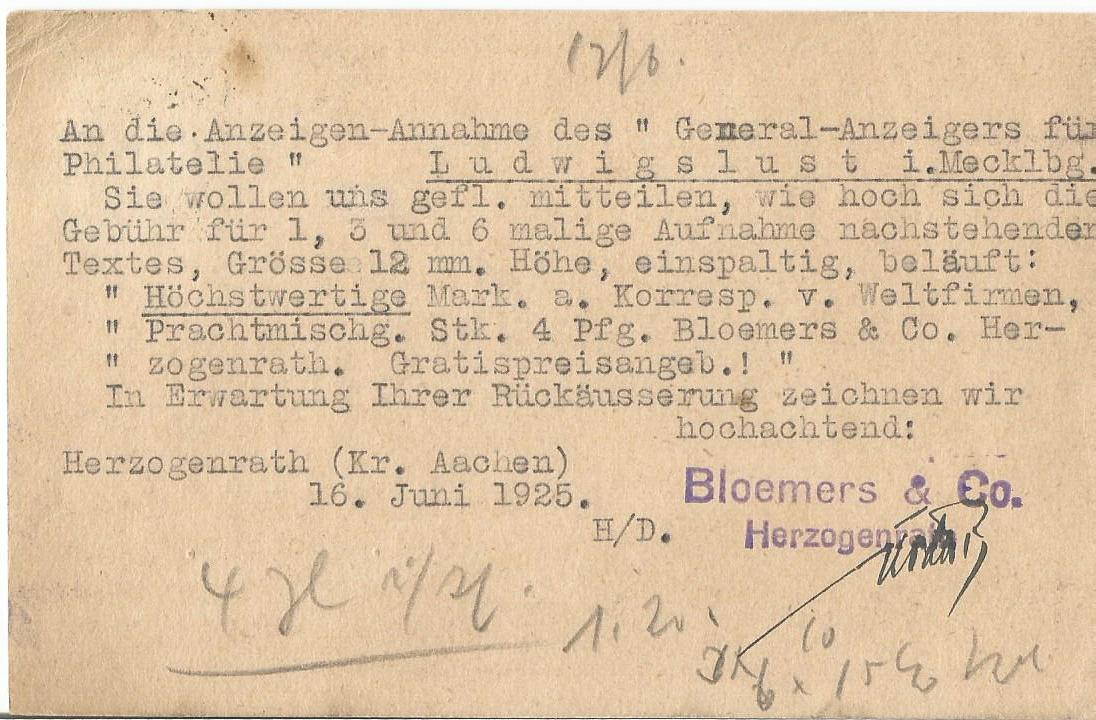 An die Anzeigen-Annahme des " General-Anzeigers für
Philatelie " L u d w i g s l u s t i.Mecklbg.
Sie wollen uns gefl. mitteilen, wie hoch sich die
Gebühr für 1, 3 und 6 malige Aufnahme nachstehenden
Textes, Grösse 12 mm. Höhe, einspaltig, beläuft:
" Höchstwertige Mark. a. Korresp. v. Weltfirmen,
" Prachtmischg. Stk. 4 Pfg. Bloemers & Co. Her-
" zogenrath. Gratispreisangeb.! "
In Erwartung Ihrer Rückäusserung zeichnen wir
hochachtend:
Herzogenrath (Kr. Aachen)
16. Juni 1925.
Bloemers & Co.
H/D.
Herzogenrath
1.20.